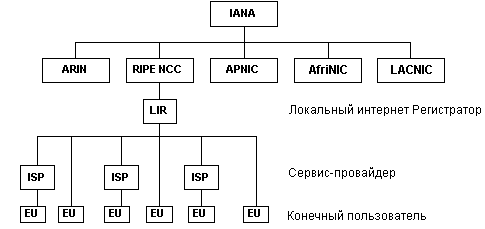 IANA
ARIN RIPE NCC APNIC AfriNIC LACNIC
LIR Локальный интернет Регистратор
ISP ISP ISP Сервис-провайдер
EU EU EU EU EU EU Конечный пользователь